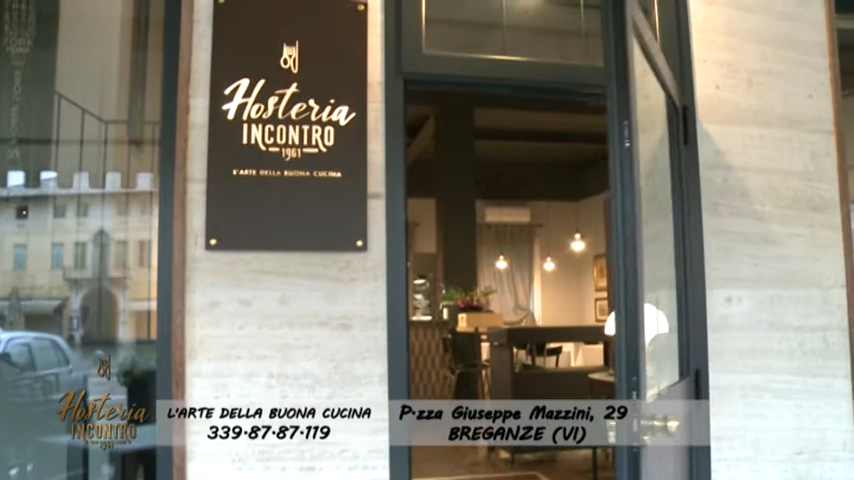 Hosteria
INCONTRO
1961
L'ARTE DELLA BUONA CUCINA
Hosteria
INCONTRO
1961
L'ARTE DELLA BUONA CUCINA
339•87•87•119
P.zza Giuseppe Mazzini, 29
BREGANZE (VI)